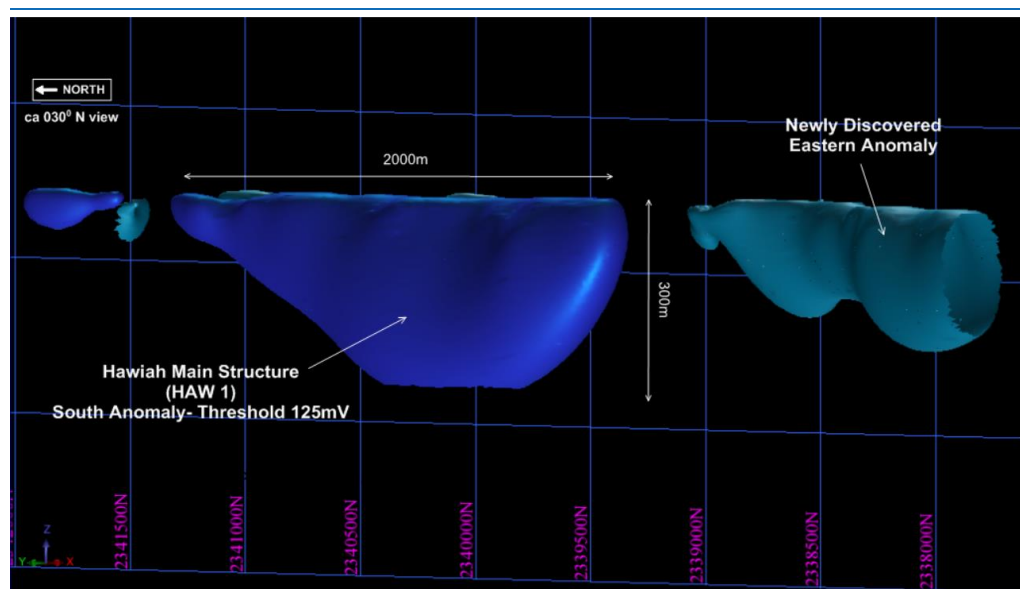 NORTH
ca 030⁰ N view
2000m
Newly Discovered
Eastern Anomaly
300m
Hawiah Main Structure
(HAW 1)
South Anomaly- Threshold 125mV
2341500N
2341000N
2340500N
2340000N
2339500N
2339000N
2338500N
2338000N
Z
Y
X